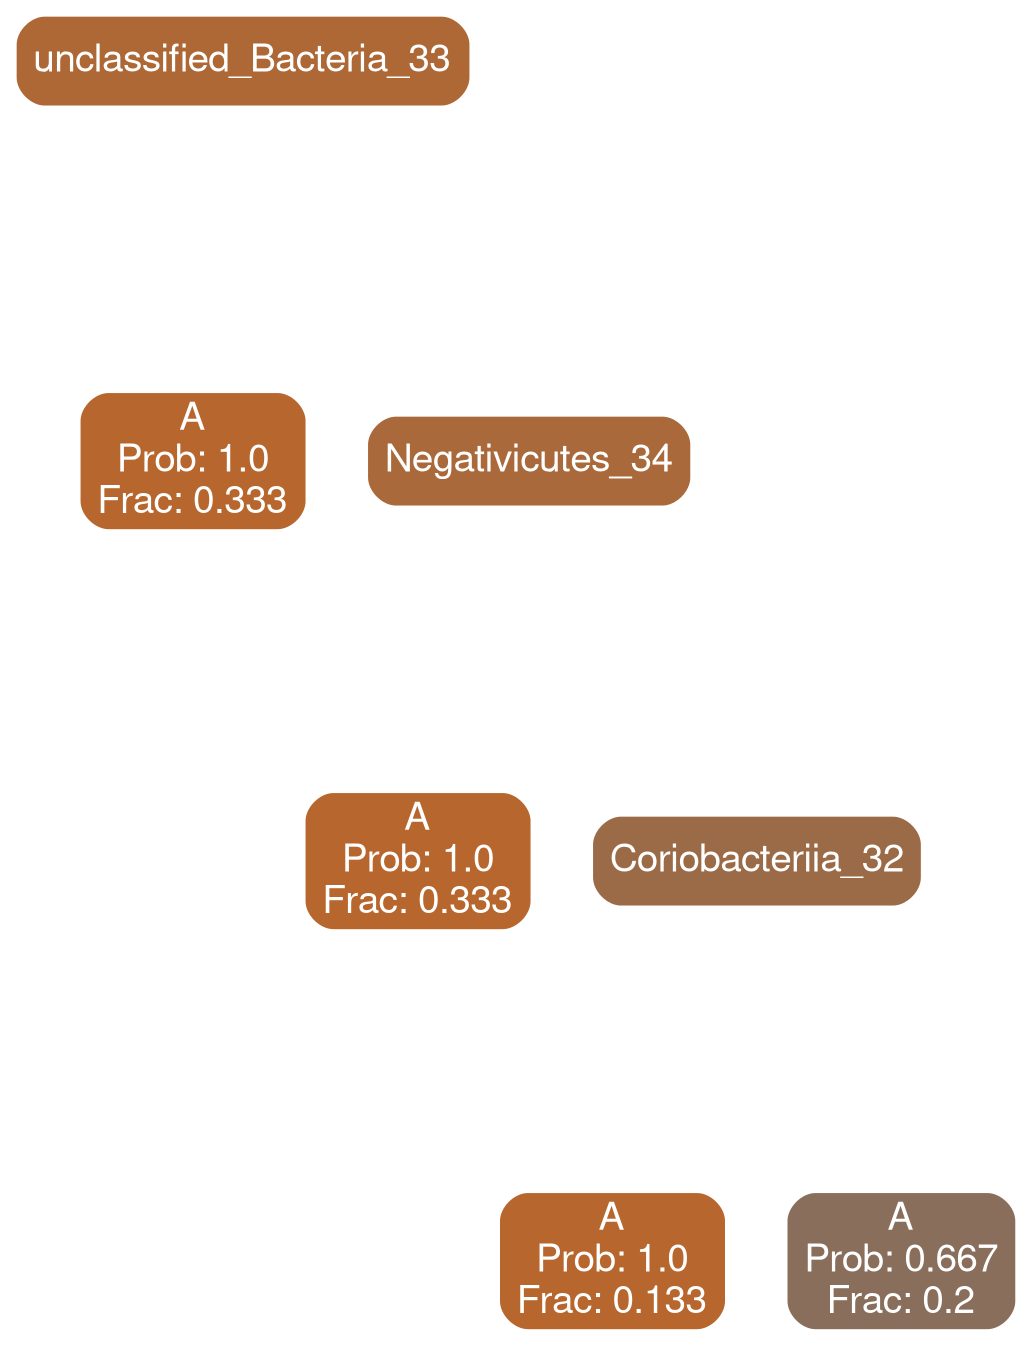 unclassified_Bacteria_33
A
Prob: 1.0
Frac: 0.333
Negativicutes_34
A
Prob: 1.0
Frac: 0.333
Coriobacteriia_32
A
Prob: 1.0
Frac: 0.133
A
Prob: 0.667
Frac: 0.2